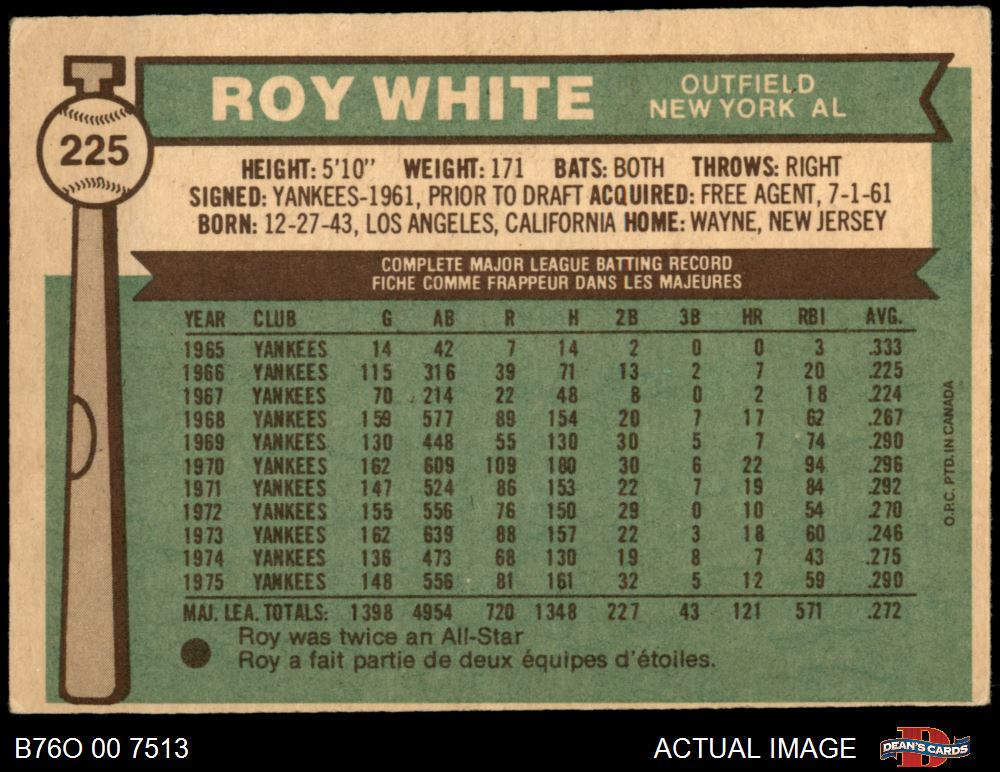 225
ROY WHITE
OUTFIELD
NEW YORK AL
HEIGHT: 5'10" WEIGHT: 171 BATS: BOTH THROWS: RIGHT
SIGNED: YANKEES-1961, PRIOR TO DRAFT ACQUIRED: FREE AGENT, 7-1-61
BORN: 12-27-43, LOS ANGELES, CALIFORNIA HOME: WAYNE, NEW JERSEY
COMPLETE MAJOR LEAGUE BATTING RECORD
FICHE COMME FRAPPEUR DANS LES MAJEURES
YEAR CLUB G AB R H 2B 3B HR RBI AVG.
1965 YANKEES 14 42 7 14 2 0 0 3 .333
1966 YANKEES 115 316 39 71 13 2 7 20 .225
1967 YANKEES 70 214 22 48 8 0 2 18 .224
1968 YANKEES 159 577 89 154 20 7 17 62 .267
1969 YANKEES 130 448 55 130 30 5 7 74 .290
1970 YANKEES 162 609 109 180 30 6 22 94 .296
1971 YANKEES 147 524 86 153 22 7 19 84 .292
1972 YANKEES 155 556 76 150 29 0 10 54 .270
1973 YANKEES 162 639 88 157 22 3 18 60 .246
1974 YANKEES 136 473 68 130 19 8 7 43 .275
1975 YANKEES 148 556 81 161 32 5 12 59 .290
MAJ. LEA. TOTALS: 1398 4954 720 1348 227 43 121 571 .272
Roy was twice an All-Star
Roy a fait partie de deux équipes d'étoiles.
O.P.C. PTD. IN CANADA
B76O 00 7513
ACTUAL IMAGE
D
DEAN'S CARDS